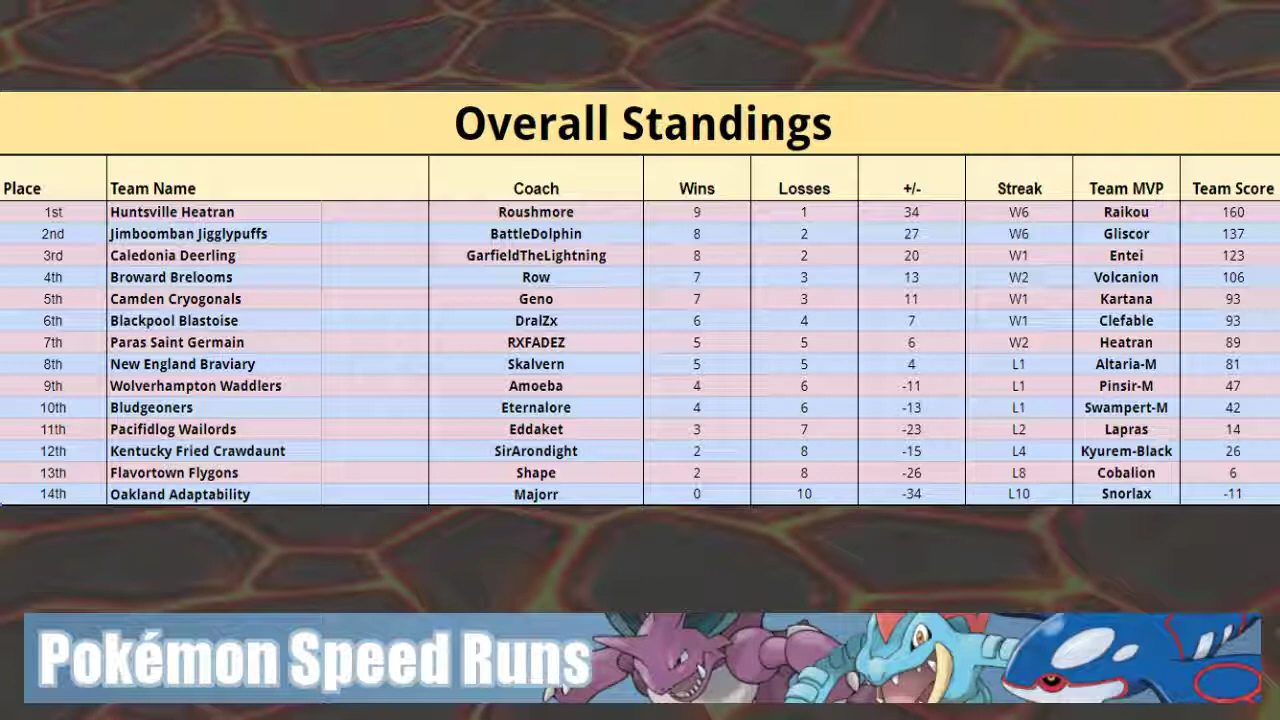 Overall Standings
Place Team Name Coach Wins Losses +/- Streak Team MVP Team Score
1st Huntsville Heatran Roushmore 9 1 34 W6 Raikou 160
2nd Jimboomban Jigglypuffs BattleDolphin 8 2 27 W6 Gliscor 137
3rd Caledonia Deerling GarfieldTheLightning 8 2 20 W1 Entei 123
4th Broward Brelooms Row 7 3 13 W2 Volcanion 106
5th Camden Cryogonals Geno 7 3 11 W1 Kartana 93
6th Blackpool Blastoise DralZx 6 4 7 W1 Clefable 93
7th Paras Saint Germain RXFADEZ 5 5 6 W2 Heatran 89
8th New England Braviary Skalvern 5 5 4 L1 Altaria-M 81
9th Wolverhampton Waddlers Amoeba 4 6 -11 L1 Pinsir-M 47
10th Bludgeoners Eternalore 4 6 -13 L1 Swampert-M 42
11th Pacifidlog Wailords Eddaket 3 7 -23 L2 Lapras 14
12th Kentucky Fried Crawdaunt SirArondight 2 8 -15 L4 Kyurem-Black 26
13th Flavortown Flygons Shape 2 8 -26 L8 Cobalion 6
14th Oakland Adaptability Majorr 0 10 -34 L10 Snorlax -11
Pokémon Speed Runs